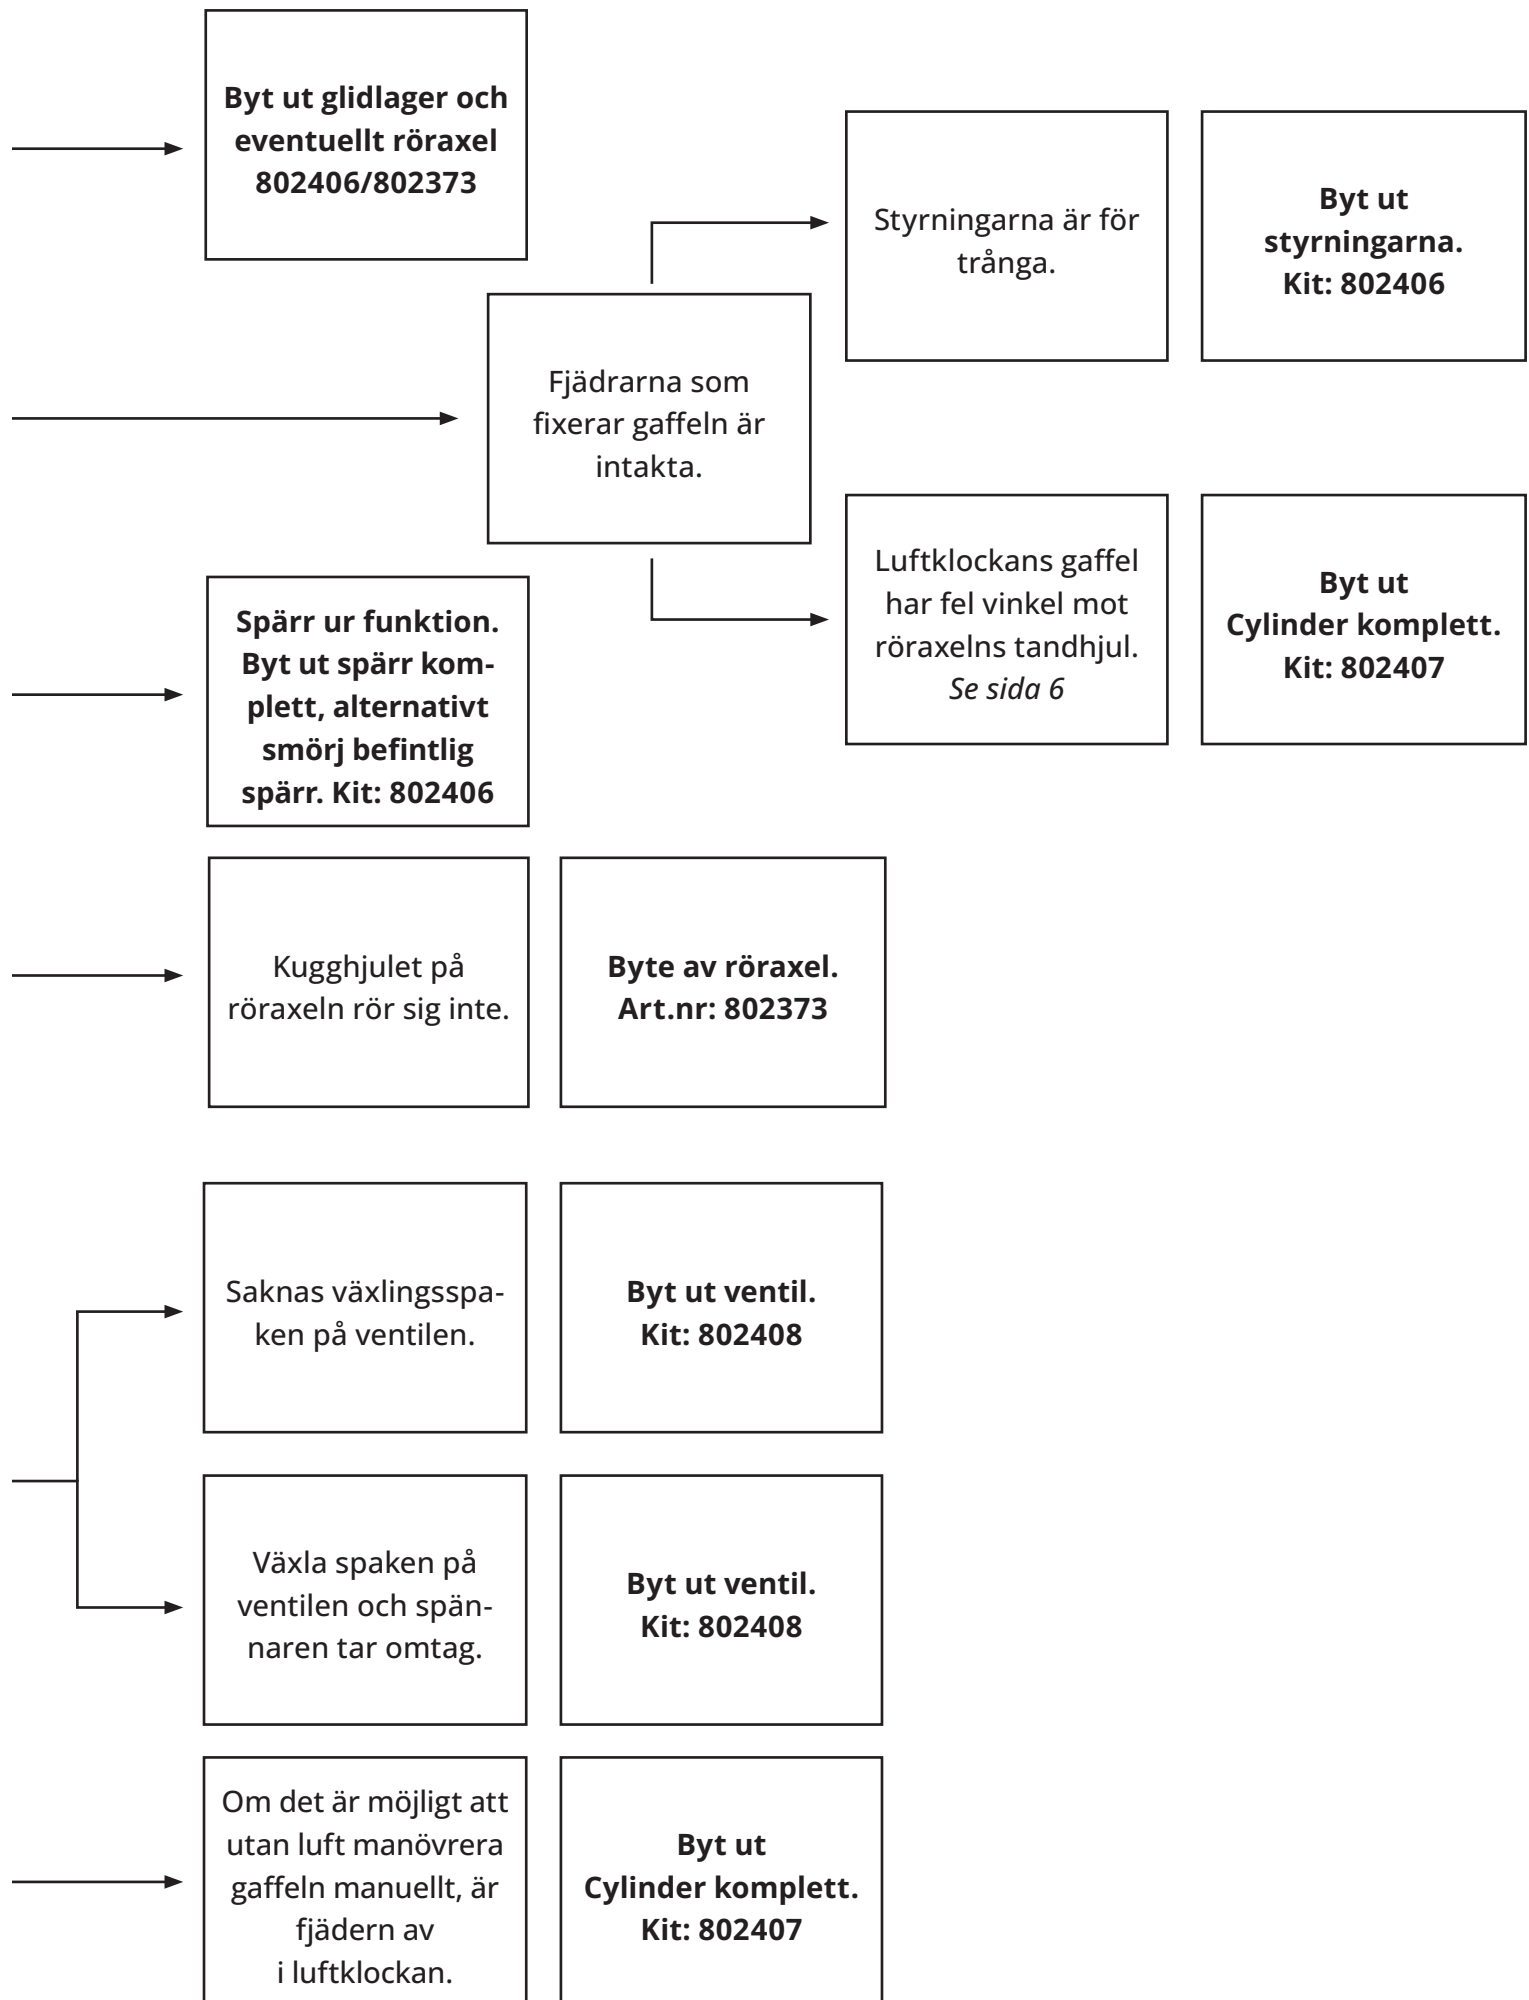 Byt ut glidlager och
eventuellt röraxel
802406/802373
Styrningarna är för
trånga.
Byt ut
styrningarna.
Kit: 802406
Fjädrarna som
fixerar gaffeln är
intakta.
Luftklockans gaffel
har fel vinkel mot
röraxelns tandhjul.
Se sida 6
Byt ut
Cylinder komplett.
Kit: 802407
Spärr ur funktion.
Byt ut spärr kom-
plett, alternativt
smörj befintlig
spärr. Kit: 802406
Kugghjulet på
röraxeln rör sig inte.
Byte av röraxel.
Art.nr: 802373
Saknas växlingsspa-
ken på ventilen.
Byt ut ventil.
Kit: 802408
Växla spaken på
ventilen och spän-
naren tar omtag.
Byt ut ventil.
Kit: 802408
Om det är möjligt att
utan luft manövrera
gaffeln manuellt, är
fjädern av
i luftklockan.
Byt ut
Cylinder komplett.
Kit: 802407